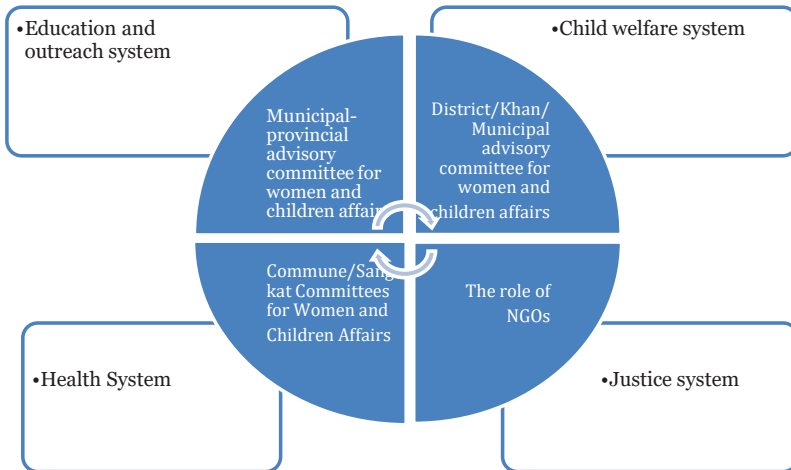 •Education and
outreach system
•Child welfare system
Municipal-
provincial
advisory
committee for
women and
children affair
District/Khan/
Municipal
advisory
committee for
women and
children affairs
Commune/Sang
kat Committees
for Women and
Children Affairs
The role of
NGOs
•Health System
•Justice system